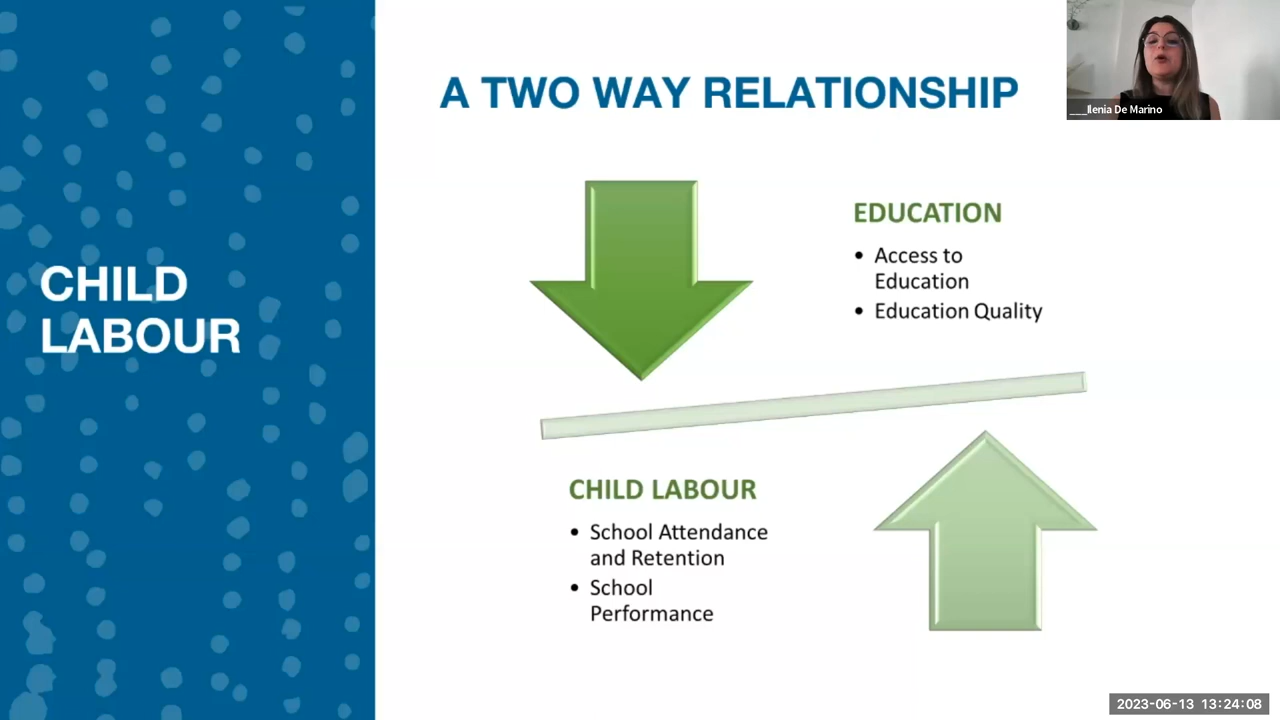 CHILD
LABOUR
A TWO WAY RELATIONSHIP
___Ilenia De Marino
EDUCATION
• Access to
Education
• Education Quality
CHILD LABOUR
• School Attendance
and Retention
• School
Performance
2023-06-13 13:24:08